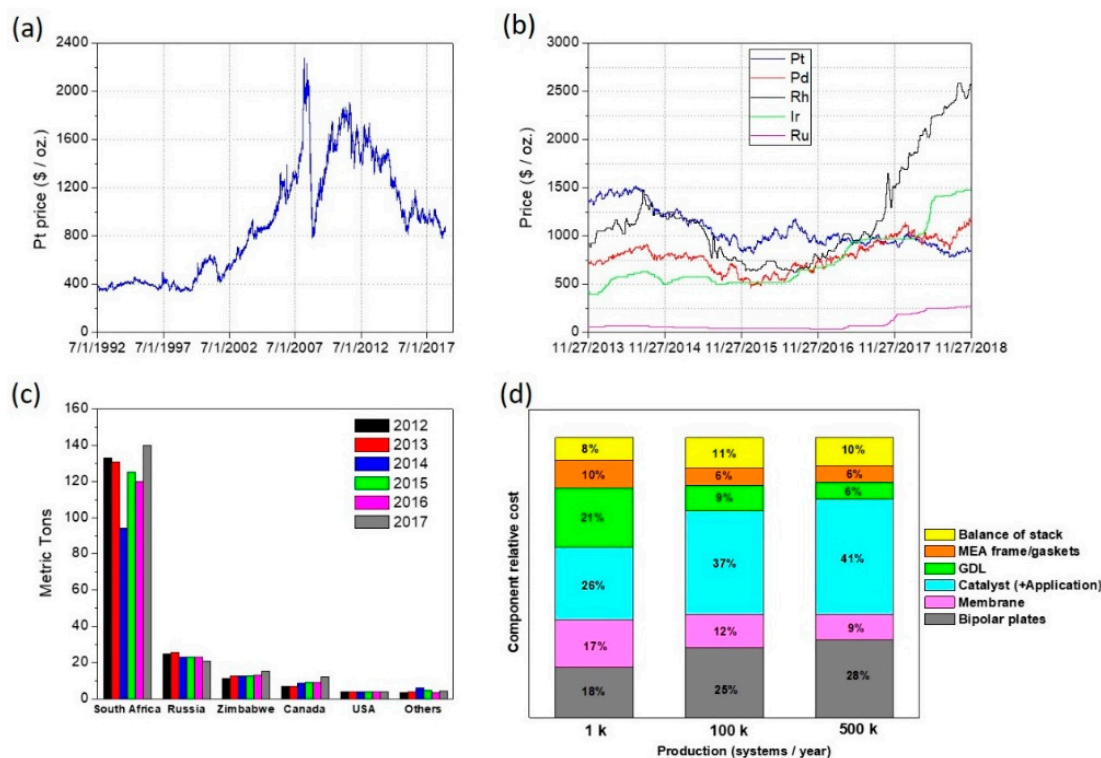 (a)
2400
2000
1600
1200
800
400
0
Pt price ($ / oz.)
7/1/1992 7/1/1997 7/1/2002 7/1/2007 7/1/2012 7/1/2017
(b)
3000
2500
2000
1500
1000
500
0
Price ($ / oz.)
Pt
Pd
Rh
Ir
Ru
11/27/2013 11/27/2014 11/27/2015 11/27/2016 11/27/2017 11/27/2018
(c)
160
140
120
100
80
60
40
20
0
Metric Tons
2012
2013
2014
2015
2016
2017
South Africa Russia Zimbabwe Canada USA Others
(d)
Component relative cost
8% 11% 10%
10% 6% 6%
21% 9% 6%
26% 37% 41%
17% 12% 9%
18% 25% 28%
1 k 100 k 500 k
Production (systems / year)
Balance of stack
MEA frame/gaskets
GDL
Catalyst (+Application)
Membrane
Bipolar plates